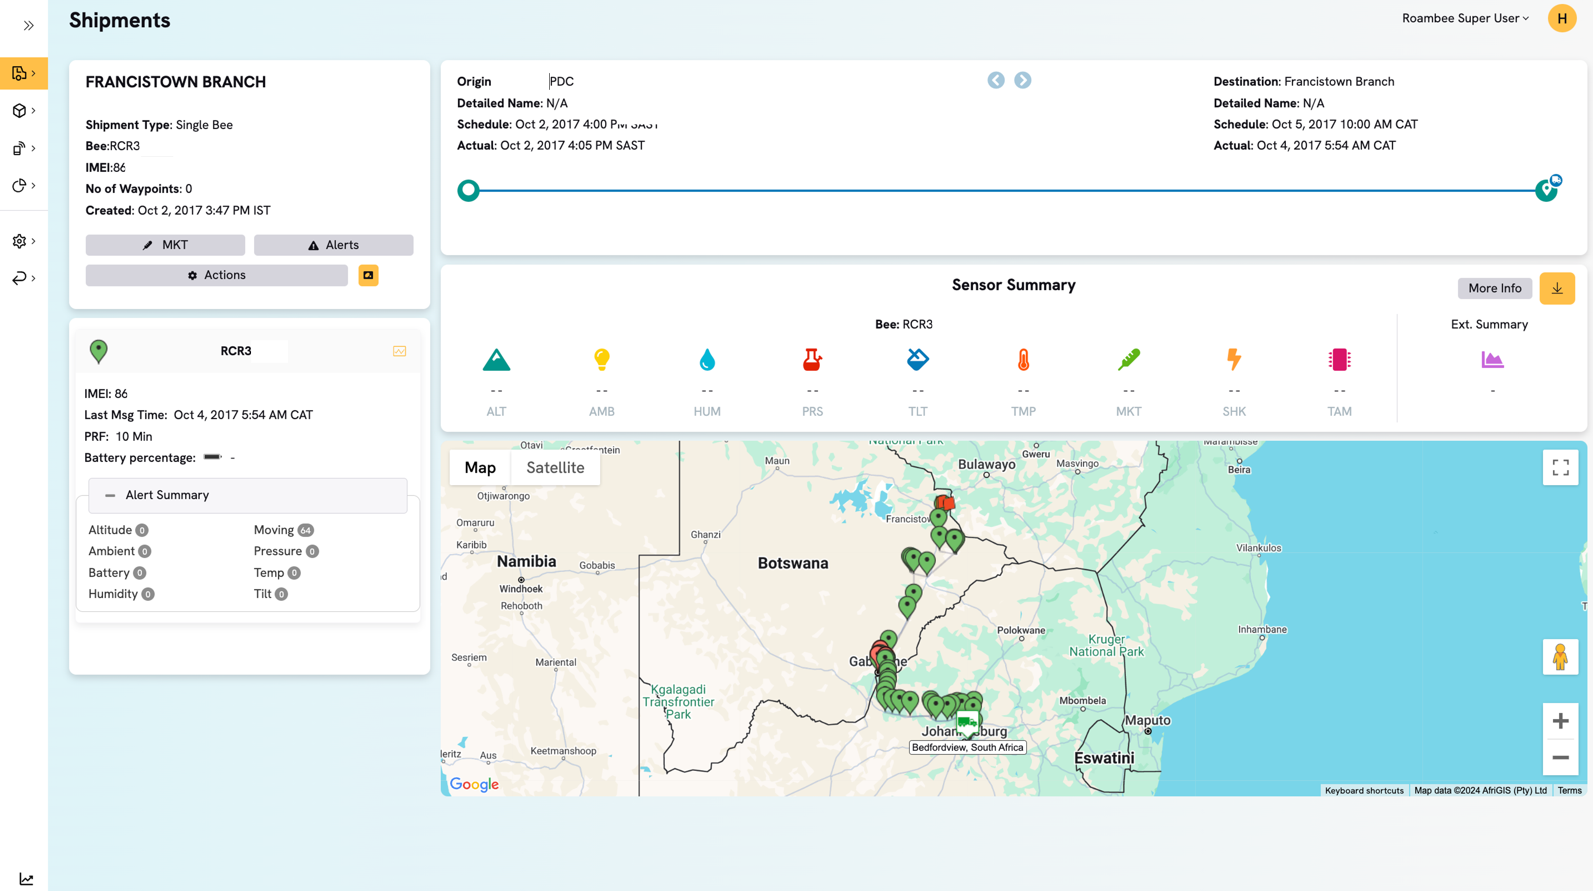 Shipments
Roambee Super User
H
FRANCISTOWN BRANCH
Shipment Type: Single Bee
Bee:RCR3
IMEI:86
No of Waypoints: 0
Created: Oct 2, 2017 3:47 PM IST
MKT
Alerts
Actions
Origin PDC
Detailed Name: N/A
Schedule: Oct 2, 2017 4:00 PM SAST
Actual: Oct 2, 2017 4:05 PM SAST
Destination: Francistown Branch
Detailed Name: N/A
Schedule: Oct 5, 2017 10:00 AM CAT
Actual: Oct 4, 2017 5:54 AM CAT
RCR3
IMEI: 86
Last Msg Time: Oct 4, 2017 5:54 AM CAT
PRF: 10 Min
Battery percentage: -
Alert Summary
Altitude 0 Moving 64
Ambient 0 Pressure 0
Battery 0 Temp 0
Humidity 0 Tilt 0
Sensor Summary
More Info
Bee: RCR3
Ext. Summary
-- -- -- -- -- -- -- -- -- -
ALT AMB HUM PRS TLT TMP MKT SHK TAM
Map Satellite
National Park
Otavi
Grootfontein
Maun
Gweru
Bulawayo
Masvingo
Beira
Otjiwarongo
Francisto
Omaruru
Karibib
Ghanzi
Vilankulos
Namibia
Gobabis
Botswana
Windhoek
Rehoboth
Polokwane
Inhambane
Kruger
National Park
Sesriem
Mariental
Gab ne
Kgalagadi
Transfrontier
Park
Mbombela
Maputo
Joha burg
Bedfordview, South Africa
Aus
Keetmanshoop
Eswatini
Google
Keyboard shortcuts
Map data ©2024 AfriGIS (Pty) Ltd
Terms